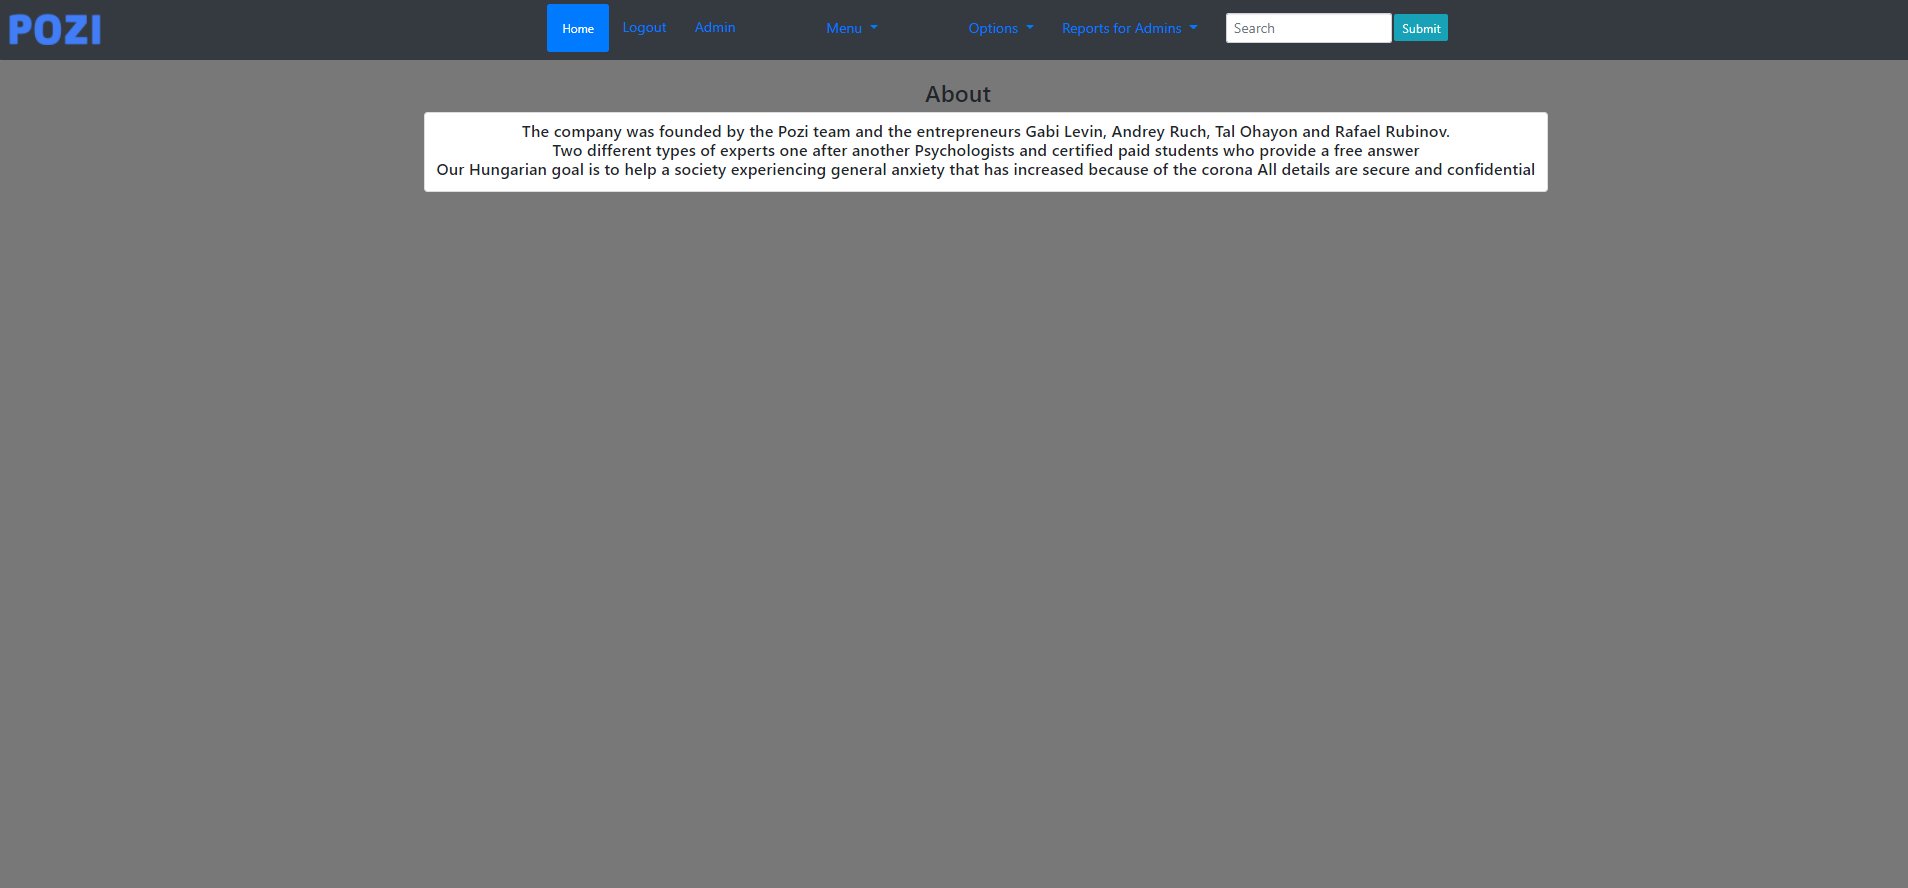 POZI
Home Logout Admin Menu Options Reports for Admins Search Submit
About
The company was founded by the Pozi team and the entrepreneurs Gabi Levin, Andrey Ruch, Tal Ohayon and Rafael Rubinov.
Two different types of experts one after another Psychologists and certified paid students who provide a free answer
Our Hungarian goal is to help a society experiencing general anxiety that has increased because of the corona All details are secure and confidential